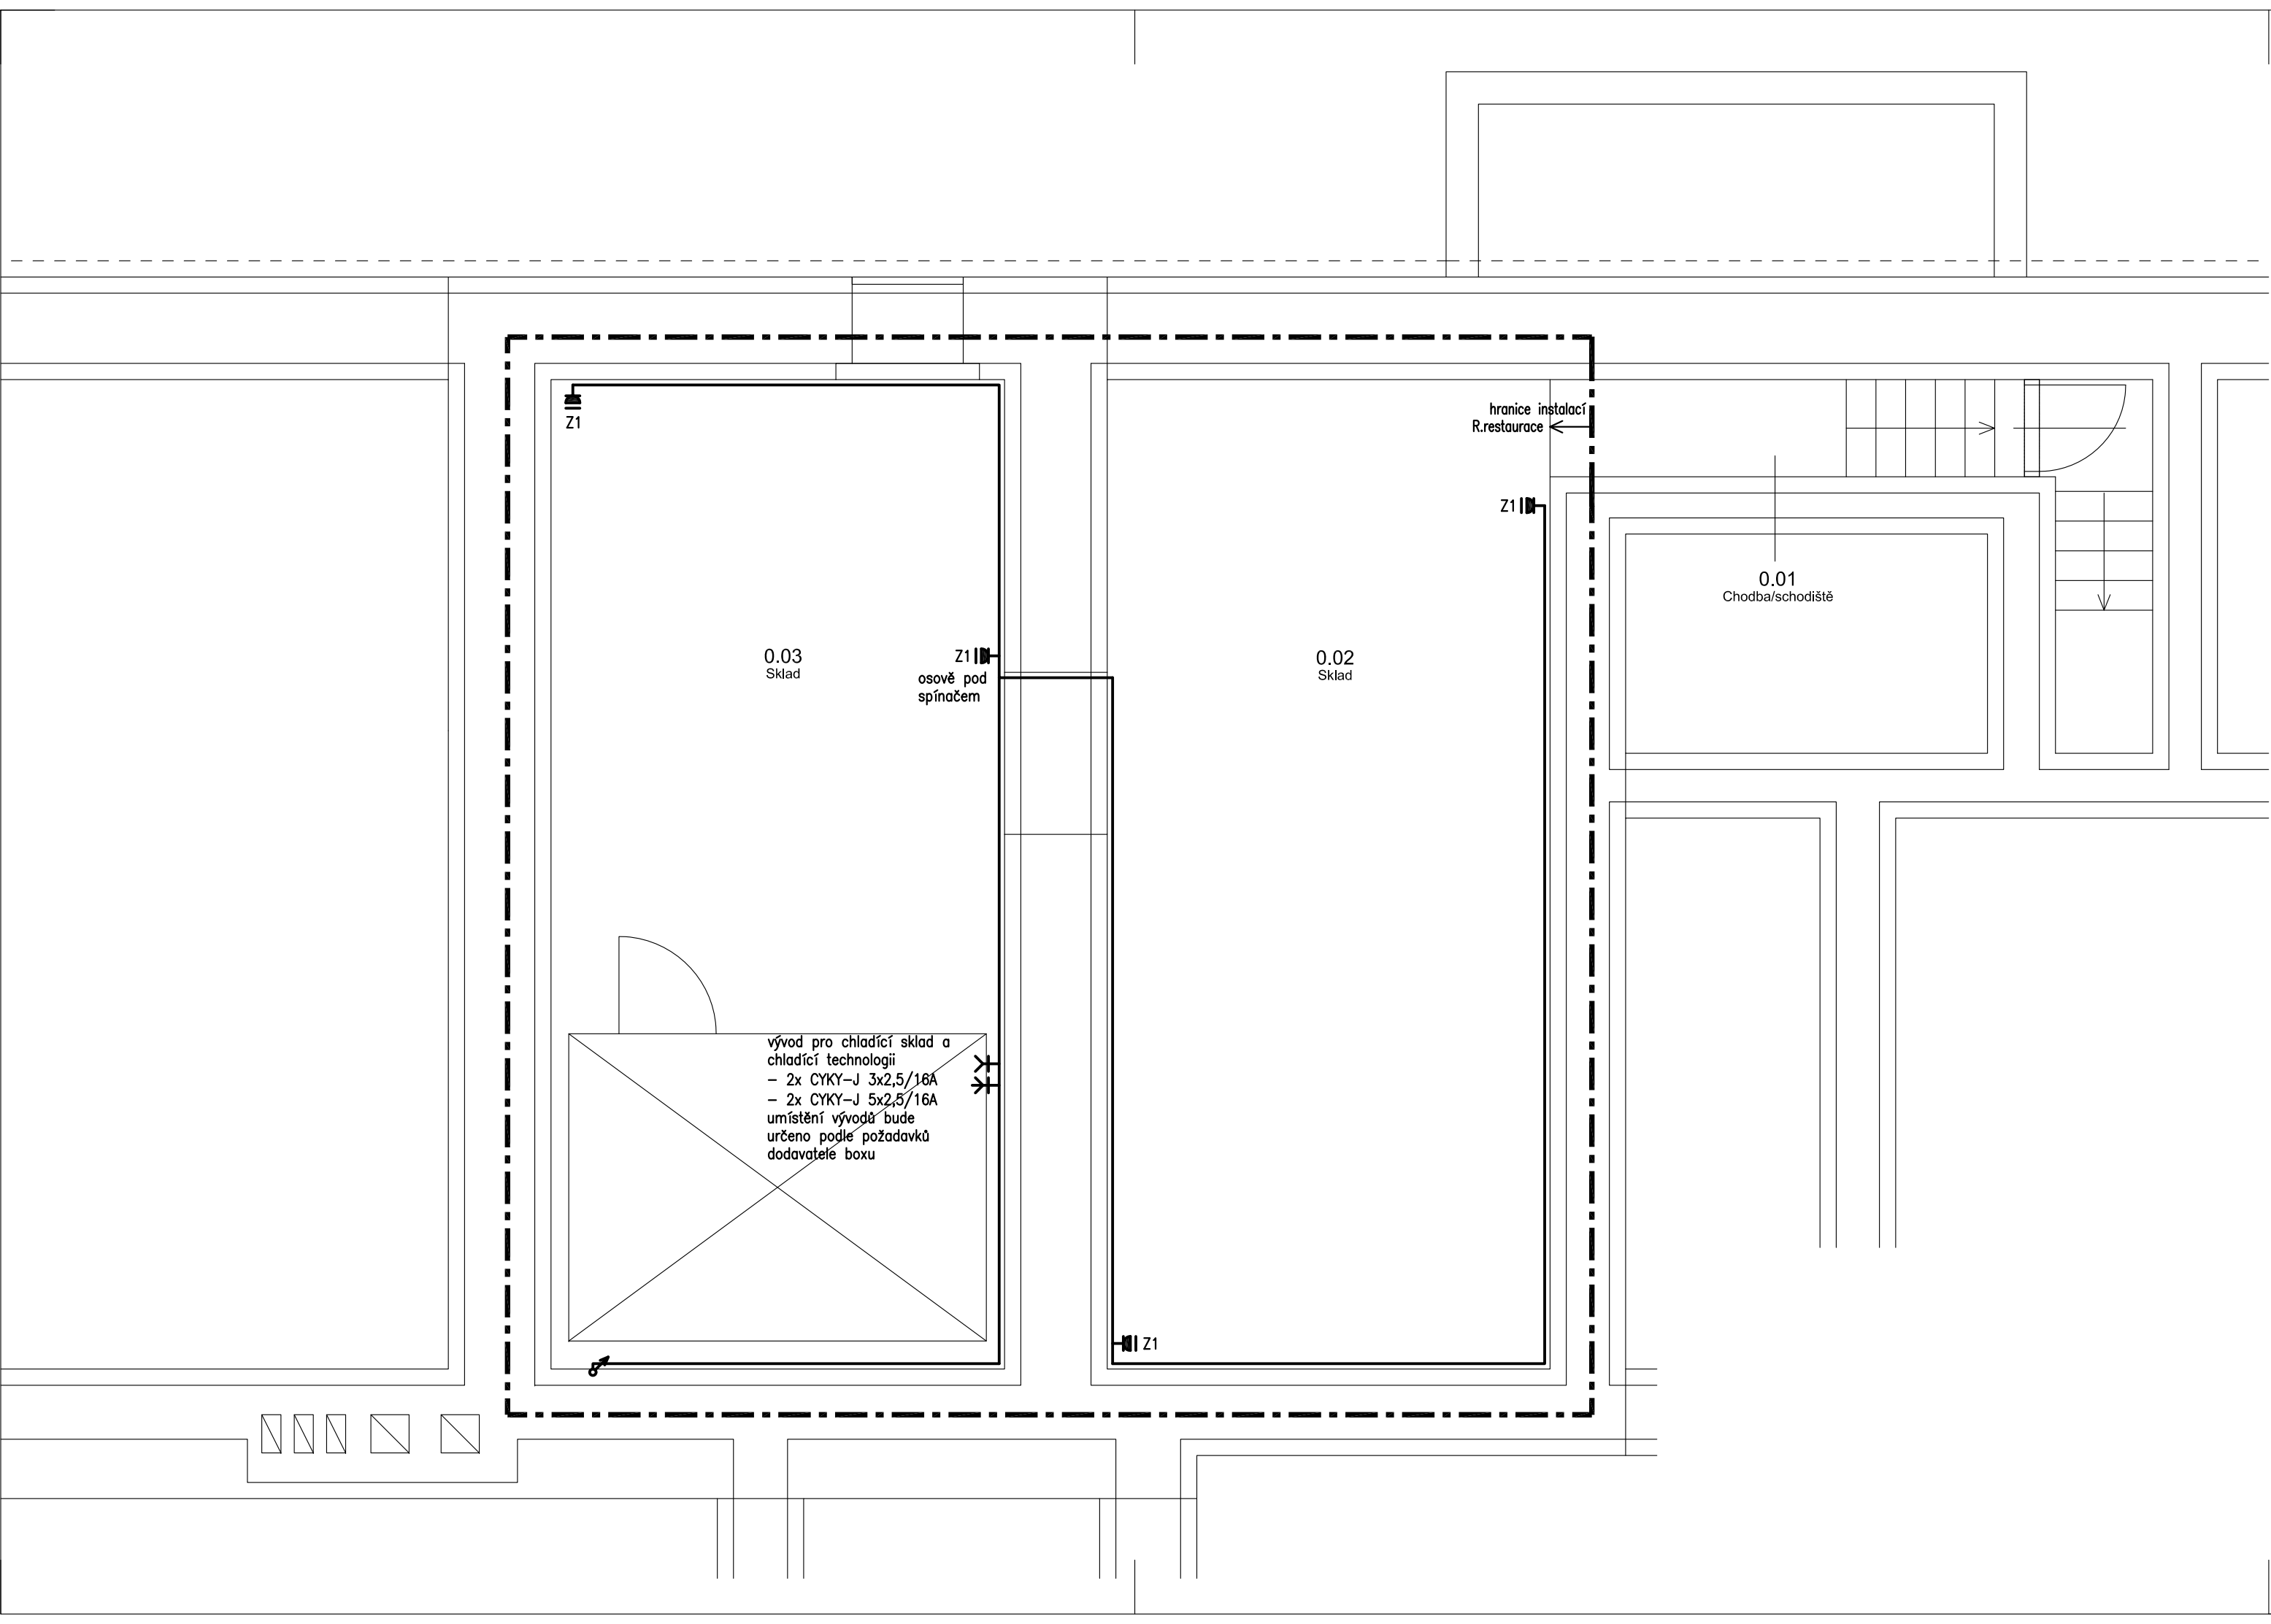 hranice instalací
R.restaurace
Z1
Z1
0.01
Chodba/schodiště
0.03
Sklad
Z1
osově pod
spínačem
0.02
Sklad
vývod pro chladící sklad a
chladící technologii
– 2x CYKY–J 3x2,5/16A
– 2x CYKY–J 5x2,5/16A
umístění vývodů bude
určeno podle požadavků
dodavatele boxu
Z1